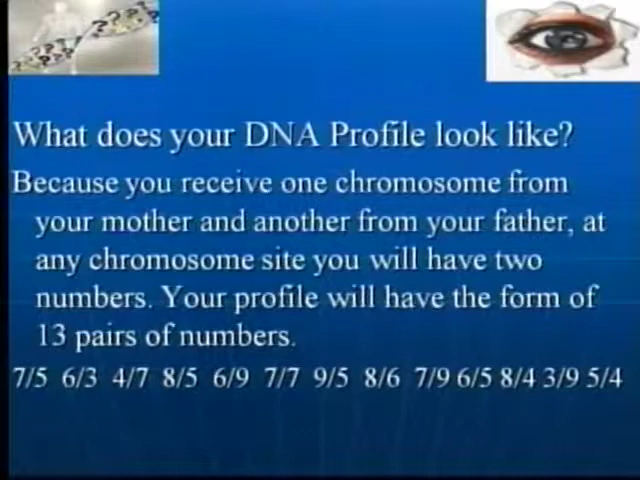 What does your DNA Profile look like?
Because you receive one chromosome from
your mother and another from your father, at
any chromosome site you will have two
numbers. Your profile will have the form of
13 pairs of numbers.
7/5 6/3 4/7 8/5 6/9 7/7 9/5 8/6 7/9 6/5 8/4 3/9 5/4